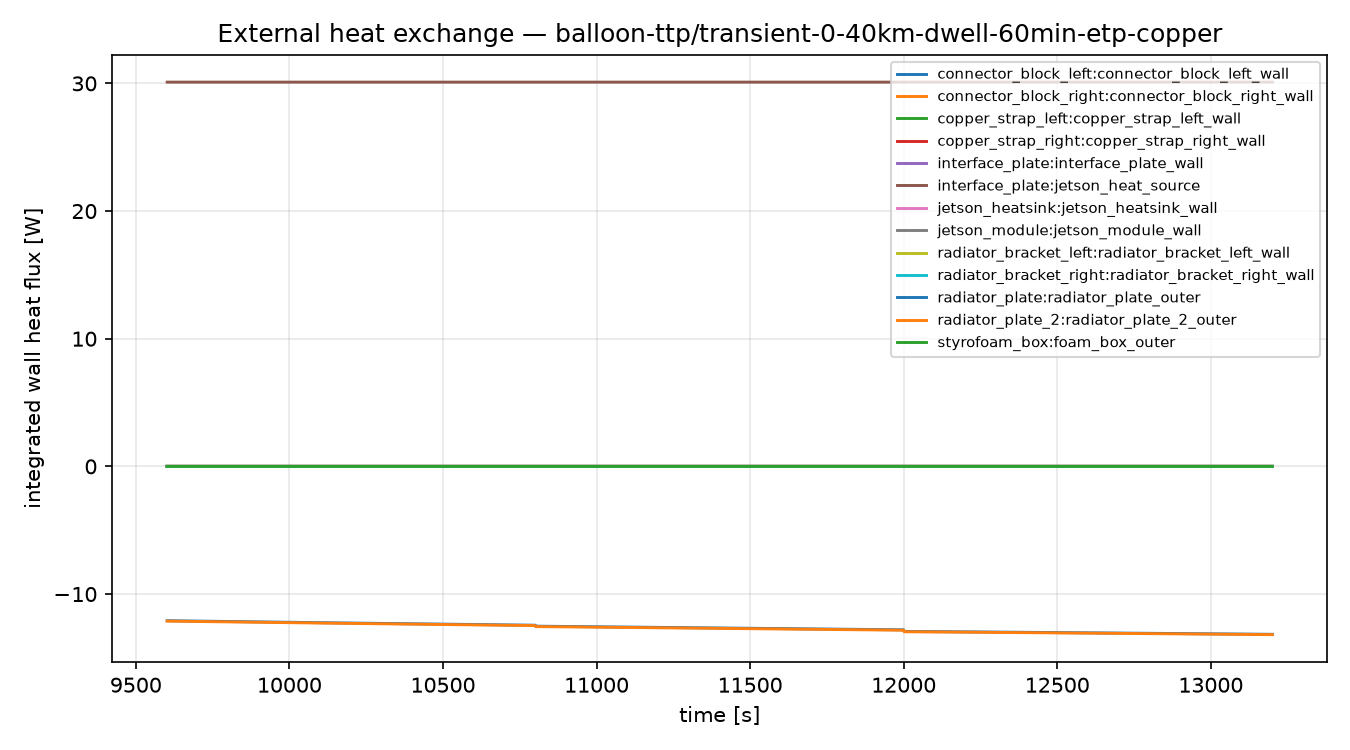 External heat exchange — balloon-ttp/transient-0-40km-dwell-60min-etp-copper
integrated wall heat flux [W]
30
20
10
0
−10
connector_block_left:connector_block_left_wall
connector_block_right:connector_block_right_wall
copper_strap_left:copper_strap_left_wall
copper_strap_right:copper_strap_right_wall
interface_plate:interface_plate_wall
interface_plate:jetson_heat_source
jetson_heatsink:jetson_heatsink_wall
jetson_module:jetson_module_wall
radiator_bracket_left:radiator_bracket_left_wall
radiator_bracket_right:radiator_bracket_right_wall
radiator_plate:radiator_plate_outer
radiator_plate_2:radiator_plate_2_outer
styrofoam_box:foam_box_outer
9500 10000 10500 11000 11500 12000 12500 13000
time [s]